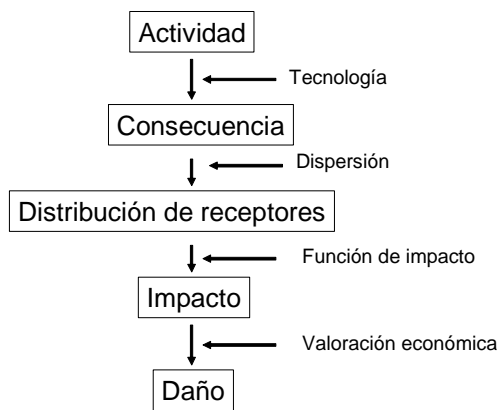 Actividad
Tecnología
Consecuencia
Dispersión
Distribución de receptores
Función de impacto
Impacto
Valoración económica
Daño